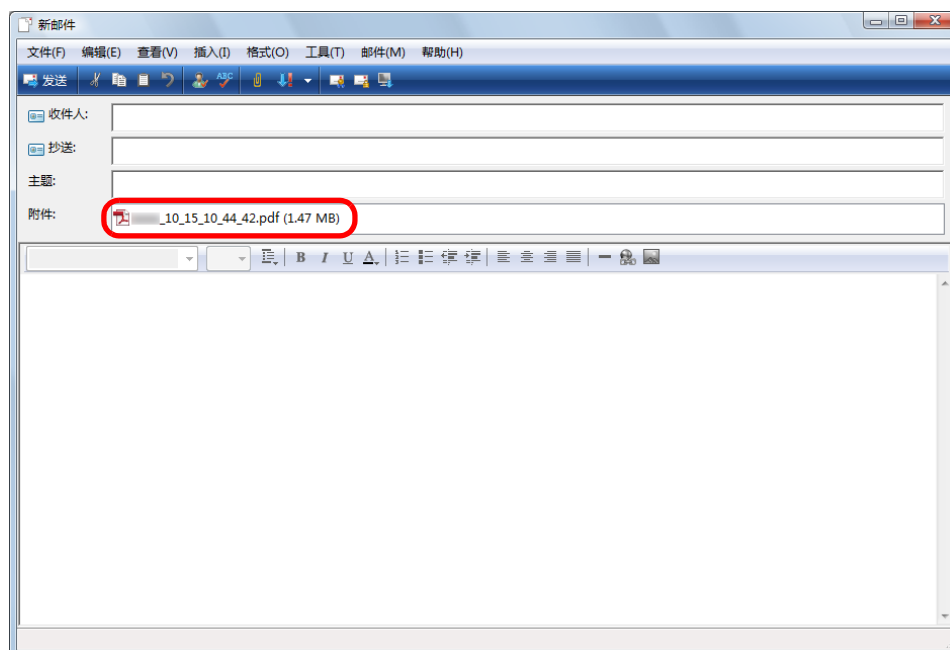 新邮件
文件(F) 编辑(E) 查看(V) 插入(I) 格式(O) 工具(T) 邮件(M) 帮助(H)
发送
收件人:
抄送:
主题:
附件: _10_15_10_44_42.pdf (1.47 MB)
B I U A